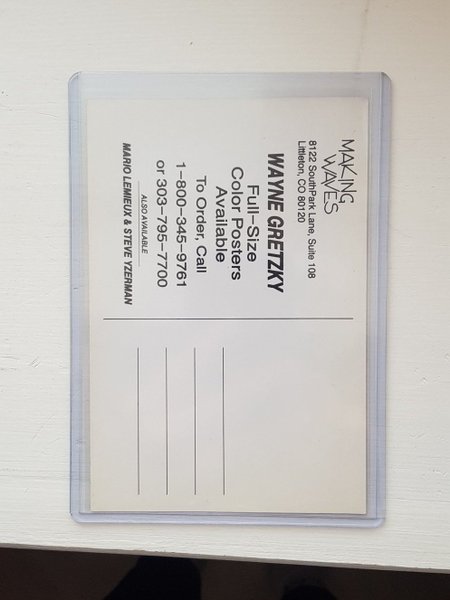 MAKING
WAVES
8122 SouthPark Lane, Suite 108
Littleton, CO 80120
WAYNE GRETZKY
Full-Size
Color Posters
Available
To Order, Call
1-800-345-9761
or 303-795-7700
ALSO AVAILABLE
MARIO LEMIEUX & STEVE YZERMAN